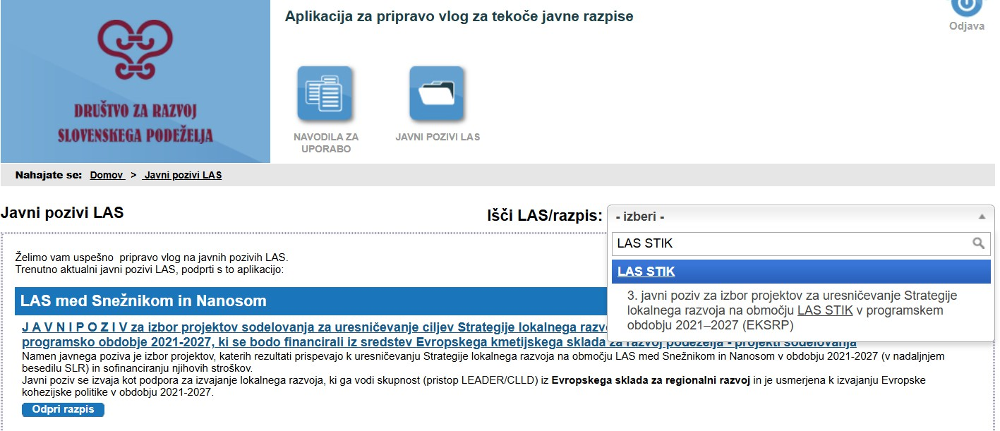 Aplikacija za pripravo vlog za tekoče javne razpise
Odjava
DRUŠTVO ZA RAZVOJ
SLOVENSKEGA PODEŽELJA
NAVODILA ZA
UPORABO
JAVNI POZIVI LAS
Nahajate se: Domov > Javni pozivi LAS
Javni pozivi LAS
Išči LAS/razpis:
- izberi -
LAS STIK
LAS STIK
3. javni poziv za izbor projektov za uresničevanje Strategije
lokalnega razvoja na območju LAS STIK v programskem
obdobju 2021–2027 (EKSRP)
Želimo vam uspešno pripravo vlog na javnih pozivih LAS.
Trenutno aktualni javni pozivi LAS, podprti s to aplikacijo:
LAS med Snežnikom in Nanosom
J A V N I P O Z I V za izbor projektov sodelovanja za uresničevanje ciljev Strategije lokalnega
programsko obdobje 2021-2027, ki se bodo financirali iz sredstev Evropskega kmetijskega sklada za razvoj podeželja - projekti sodelovanja
Namen javnega poziva je izbor projektov, katerih rezultati prispevajo k uresničevanju Strategije lokalnega razvoja na območju LAS med Snežnikom in Nanosom v obdobju 2021-2027 (v nadaljnjem
besedilu SLR) in sofinanciranju njihovih stroškov.
Javni poziv se izvaja kot podpora za izvajanje lokalnega razvoja, ki ga vodi skupnost (pristop LEADER/CLLD) iz Evropskega sklada za regionalni razvoj in je usmerjena k izvajanju Evropske
kohezijske politike v obdobju 2021-2027.
Odpri razpis